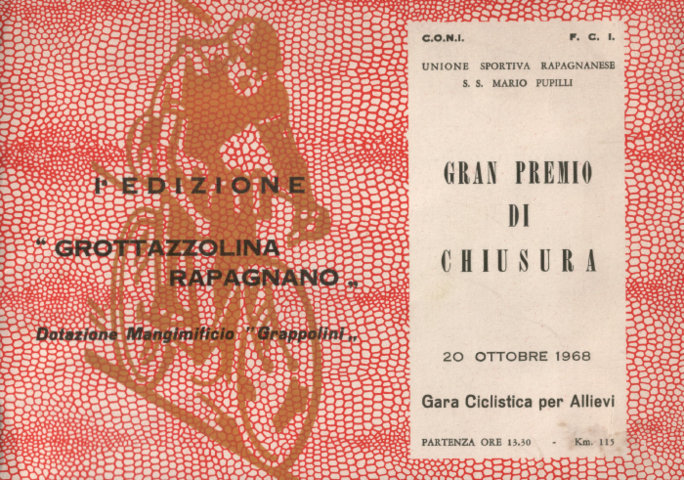 Iª EDIZIONE
“ GROTTAZZOLINA
RAPAGNANO „
Dotazione Mangimificio "Grappolini„
C.O.N.I. F. C. I.
UNIONE SPORTIVA RAPAGNANESE
S. S. MARIO PUPILLI
GRAN PREMIO
DI
CHIUSURA
20 OTTOBRE 1968
Gara Ciclistica per Allievi
PARTENZA ORE 13.30 - Km. 115